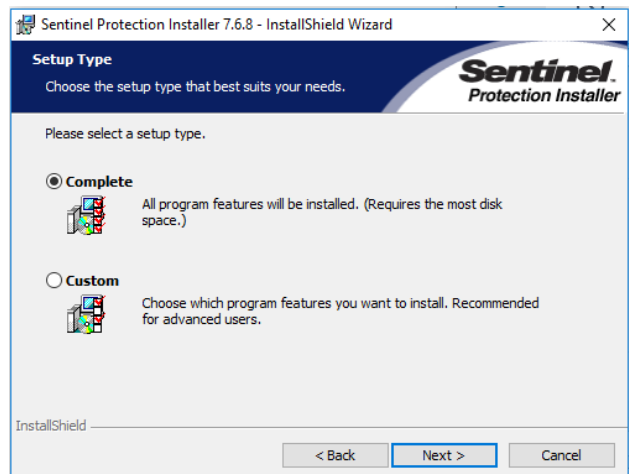 Sentinel Protection Installer 7.6.8 - InstallShield Wizard
Setup Type
Choose the setup type that best suits your needs.
Sentinel.
Protection Installer
Please select a setup type.
Complete
All program features will be installed. (Requires the most disk
space.)
Custom
Choose which program features you want to install. Recommended
for advanced users.
InstallShield
< Back
Next >
Cancel